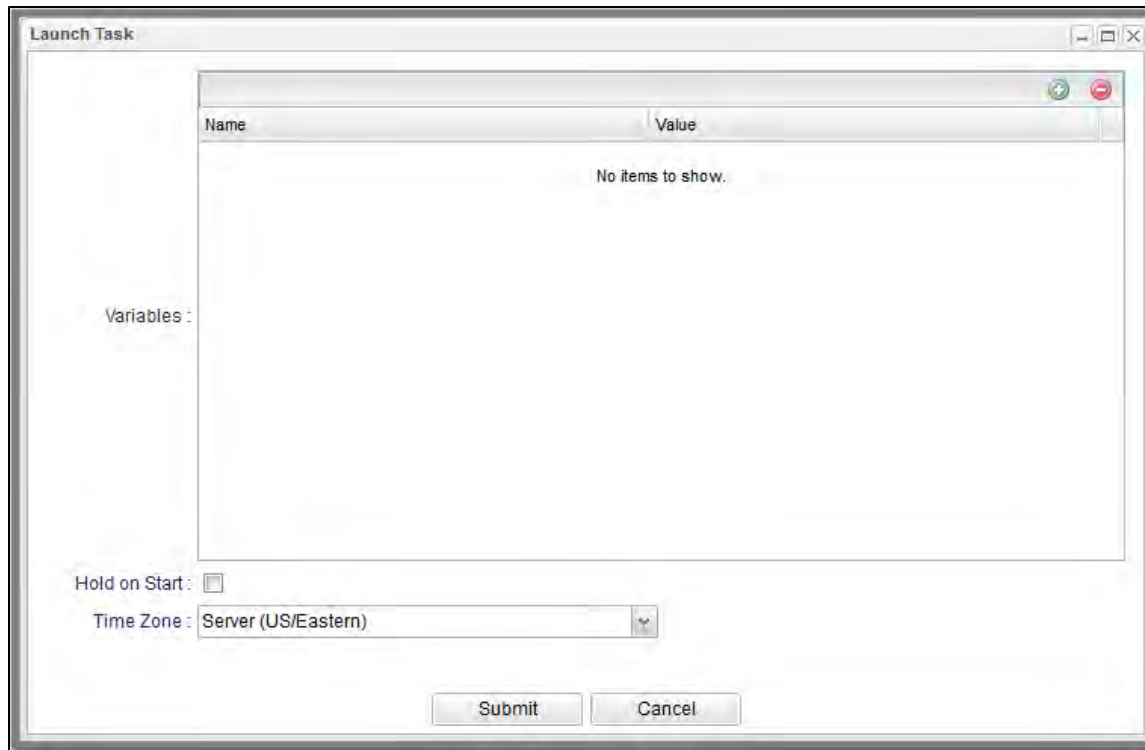 Launch Task
Name Value
No items to show.
Variables :
Hold on Start :
Time Zone : Server (US/Eastern)
Submit Cancel